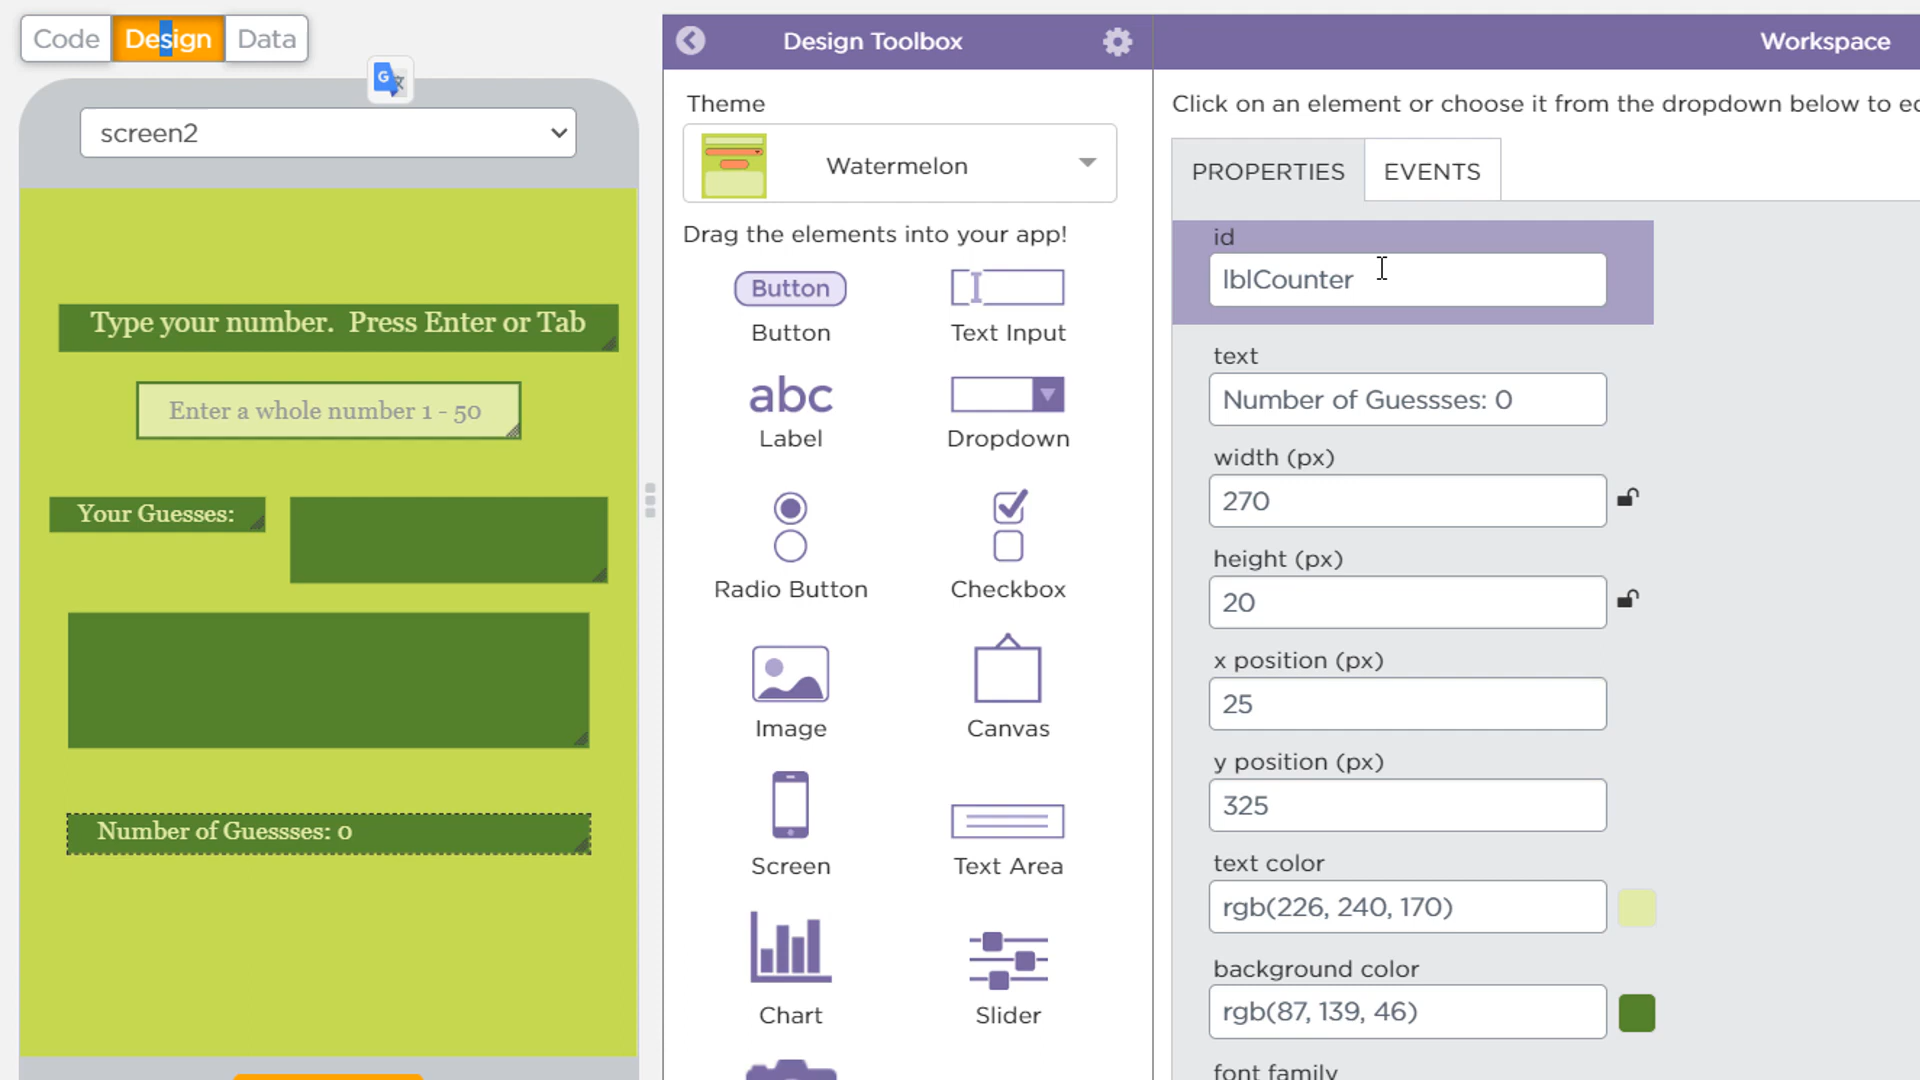 Code Design Data
screen2
Type your number. Press Enter or Tab
Enter a whole number 1 - 50
Your Guesses:
Number of Guessses: 0
Design Toolbox
Theme
Watermelon
Drag the elements into your app!
Button
Button
Text Input
abc
Label
Dropdown
Radio Button
Checkbox
Image
Canvas
Screen
Text Area
Chart
Slider
Workspace
Click on an element or choose it from the dropdown below to
PROPERTIES
EVENTS
id
lblCounter
text
Number of Guessses: 0
width (px)
270
height (px)
20
x position (px)
25
y position (px)
325
text color
rgb(226, 240, 170)
background color
rgb(87, 139, 46)
font family